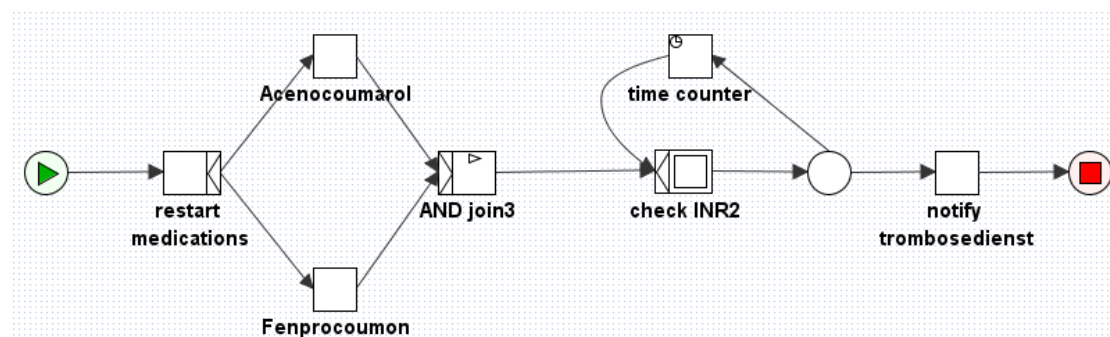 Acenocoumarol
time counter
restart
medications
AND join3
check INR2
notify
trombosedienst
Fenprocoumon